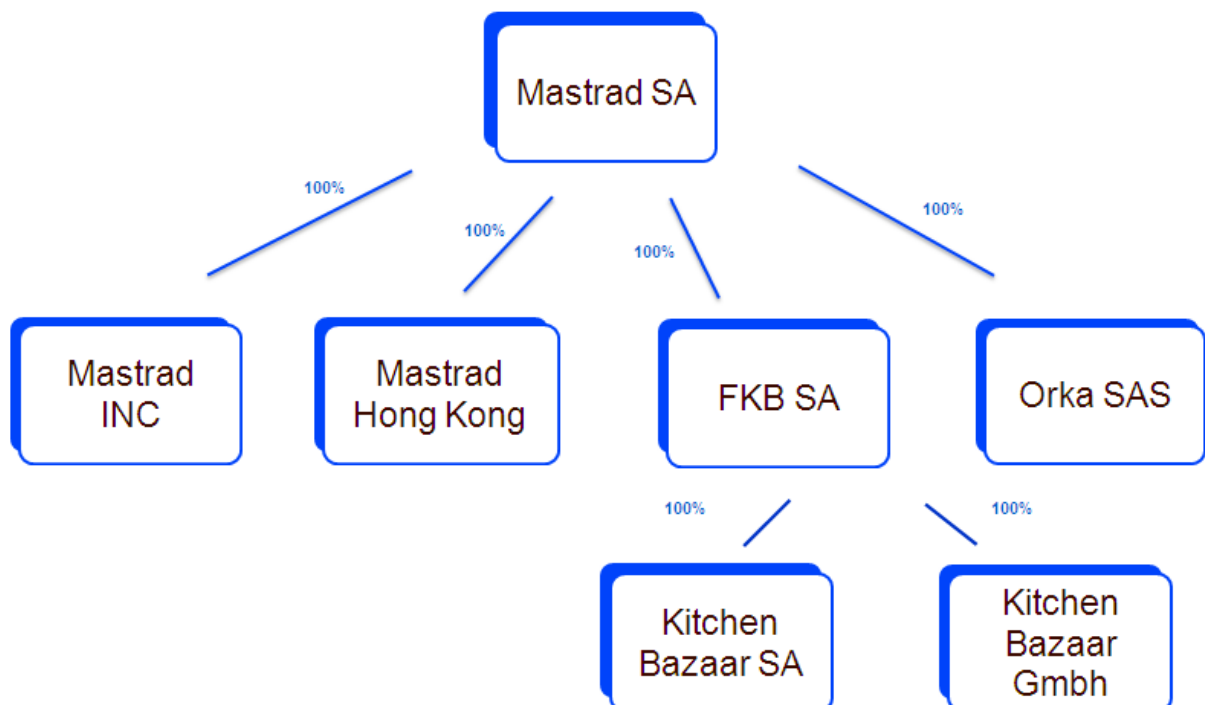 Mastrad SA
100%
100%
100%
100%
Mastrad
INC
Mastrad
Hong Kong
FKB SA
Orka SAS
100%
100%
Kitchen
Bazaar SA
Kitchen
Bazaar
Gmbh